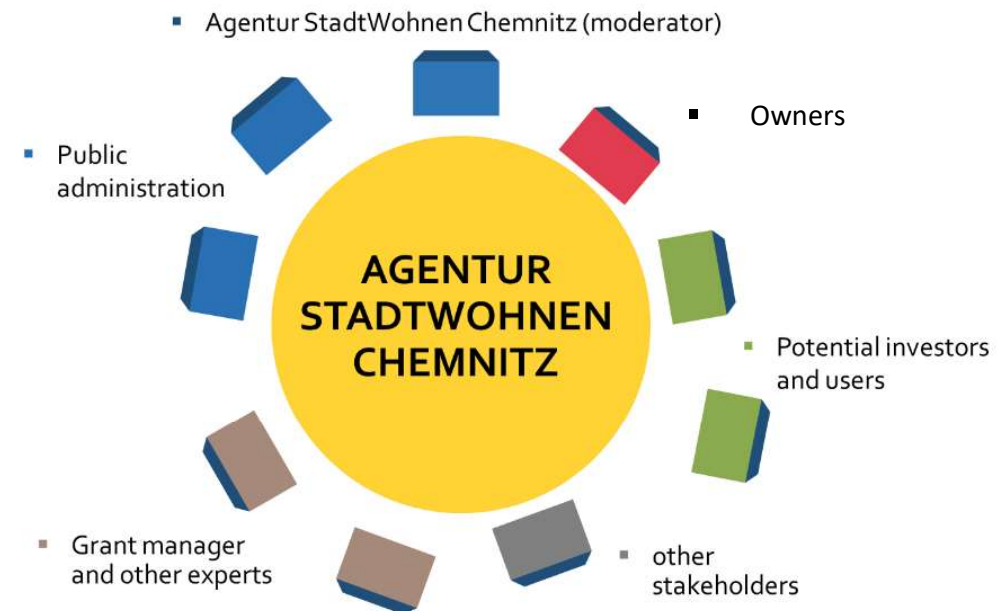 Agentur StadtWohnen Chemnitz (moderator)
Owners
Public
administration
AGENTUR
STADTWOHNEN
CHEMNITZ
Potential investors
and users
Grant manager
and other experts
other
stakeholders